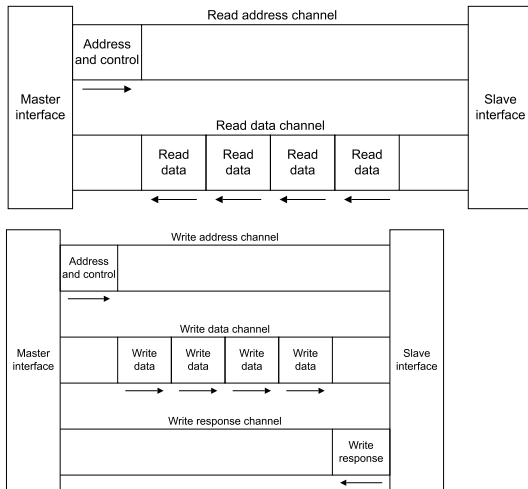 Read address channel
Address
and control
Master
interface
Slave
interface
Read data channel
Read
data
Read
data
Read
data
Read
data
Write address channel
Address
and control
Write data channel
Master
interface
Write
data
Write
data
Write
data
Write
data
Slave
interface
Write response channel
Write
response